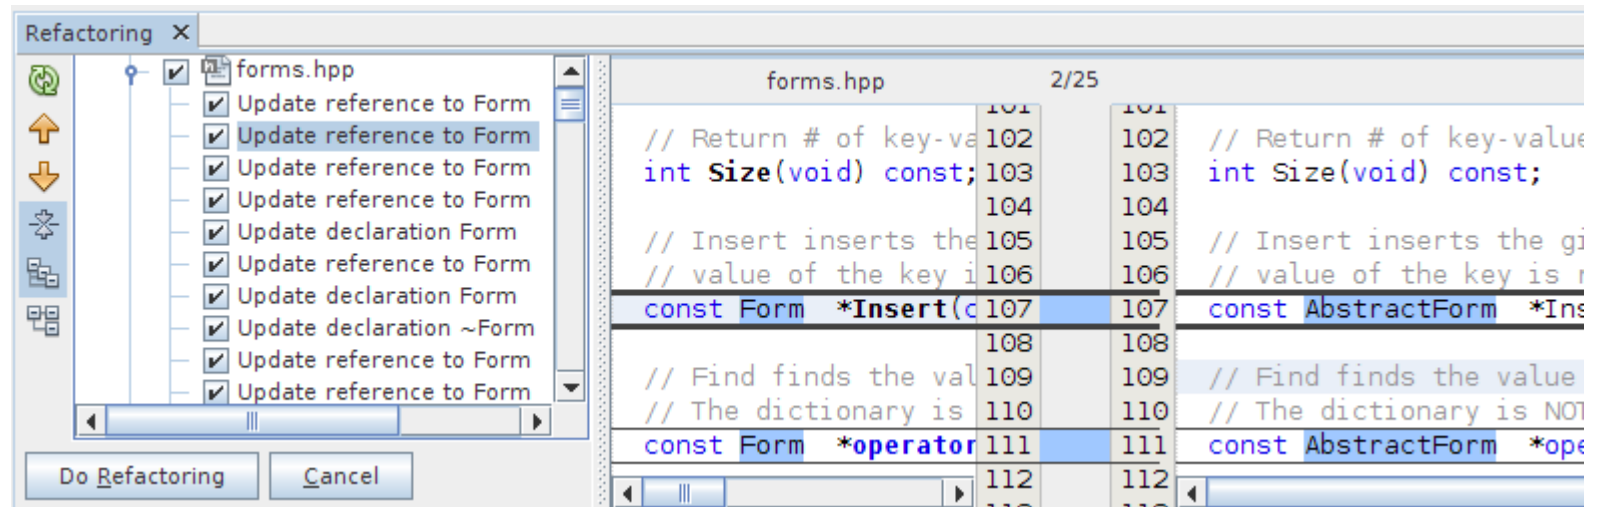 Refactoring
forms.hpp
Update reference to Form
Update reference to Form
Update reference to Form
Update reference to Form
Update declaration Form
Update reference to Form
Update declaration Form
Update declaration ~Form
Update reference to Form
Update reference to Form
Do Refactoring
Cancel
forms.hpp 2/25
101 101
// Return # of key-va 102 102 // Return # of key-value
int Size(void) const; 103 103 int Size(void) const;
104 104
// Insert inserts the 105 105 // Insert inserts the gi
// value of the key i 106 106 // value of the key is
const Form *Insert(c 107 107 const AbstractForm *Ins
108 108
// Find finds the val 109 109 // Find finds the value
// The dictionary is 110 110 // The dictionary is NOT
const Form *operator 111 111 const AbstractForm *ope
112 112